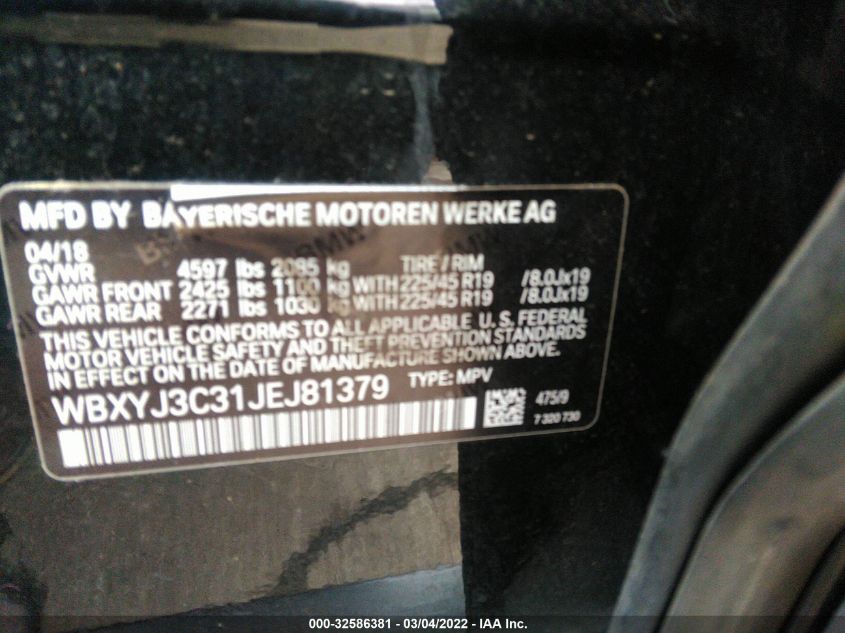 MFD BY BAYERISCHE MOTOREN WERKE AG
04/18
GVWR 4597 lbs 2085 kg TIRE / RIM
GAWR FRONT 2425 lbs 1100 kg WITH 225/45 R19 /8.0Jx19
GAWR REAR 2271 lbs 1030 kg WITH 225/45 R19 /8.0Jx19
THIS VEHICLE CONFORMS TO ALL APPLICABLE U. S. FEDERAL
MOTOR VEHICLE SAFETY AND THEFT PREVENTION STANDARDS
IN EFFECT ON THE DATE OF MANUFACTURE SHOWN ABOVE.
WBXYJ3C31JEJ81379 TYPE: MPV
475/9
7 320 730
000-32586381 - 03/04/2022 - IAA Inc.